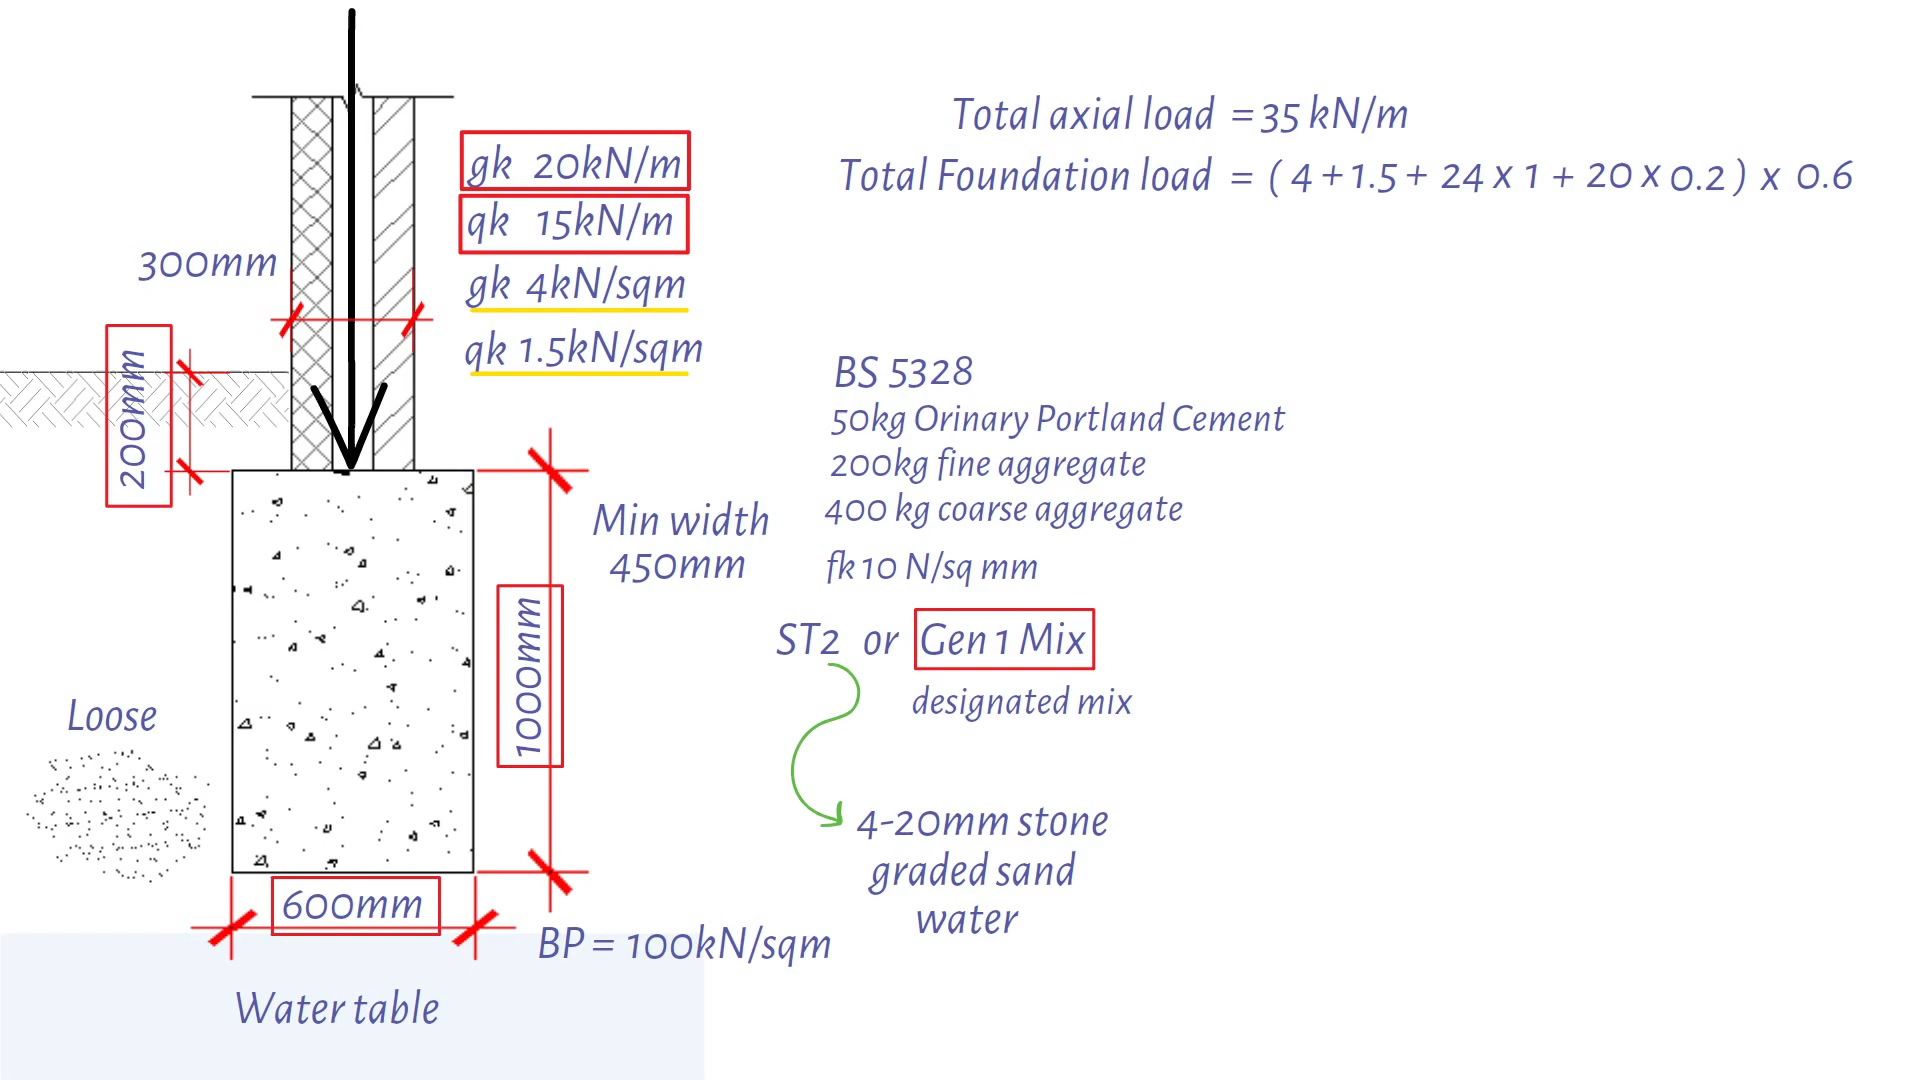 Total axial load = 35 kN/m
Total Foundation load = ( 4 + 1.5 + 24 x 1 + 20 x 0.2 ) x 0.6
gk 20kN/m
qk 15kN/m
gk 4kN/sqm
qk 1.5kN/sqm
300mm
200mm
Min width
450mm
1000mm
Loose
600mm
BP = 100kN/sqm
Water table
BS 5328
50kg Orinary Portland Cement
200kg fine aggregate
400 kg coarse aggregate
fk 10 N/sq mm
ST2 or Gen 1 Mix
designated mix
4-20mm stone
graded sand
water